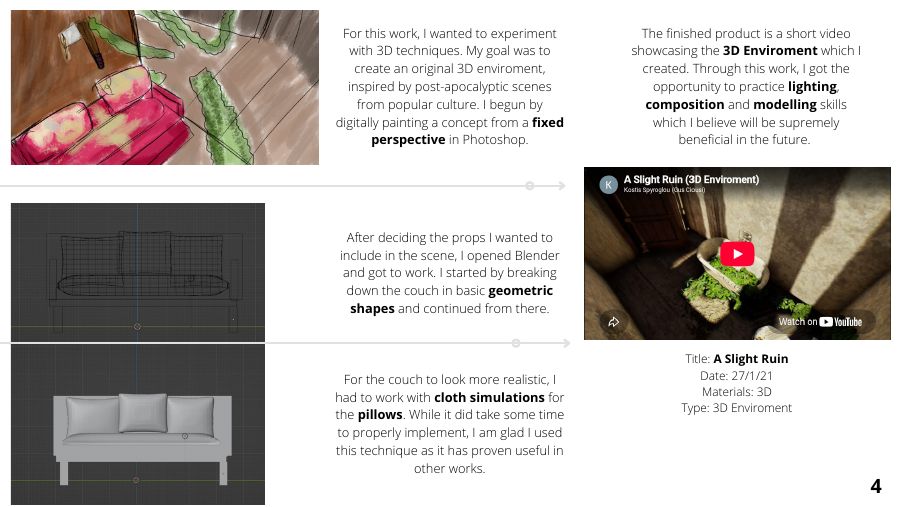 For this work, I wanted to experiment
with 3D techniques. My goal was to
create an original 3D enviroment,
inspired by post-apocalyptic scenes
from popular culture. I begun by
digitally painting a concept from a fixed
perspective in Photoshop.
After deciding the props I wanted to
include in the scene, I opened Blender
and got to work. I started by breaking
down the couch in basic geometric
shapes and continued from there.
For the couch to look more realistic, I
had to work with cloth simulations for
the pillows. While it did take some time
to properly implement, I am glad I used
this technique as it has proven useful in
other works.
The finished product is a short video
showcasing the 3D Enviroment which I
created. Through this work, I got the
opportunity to practice lighting,
composition and modelling skills
which I believe will be supremely
beneficial in the future.
K
A Slight Ruin (3D Enviroment)
Kostis Spyroglou (Gus Ciousi)
Watch on YouTube
Title: A Slight Ruin
Date: 27/1/21
Materials: 3D
Type: 3D Enviroment
4